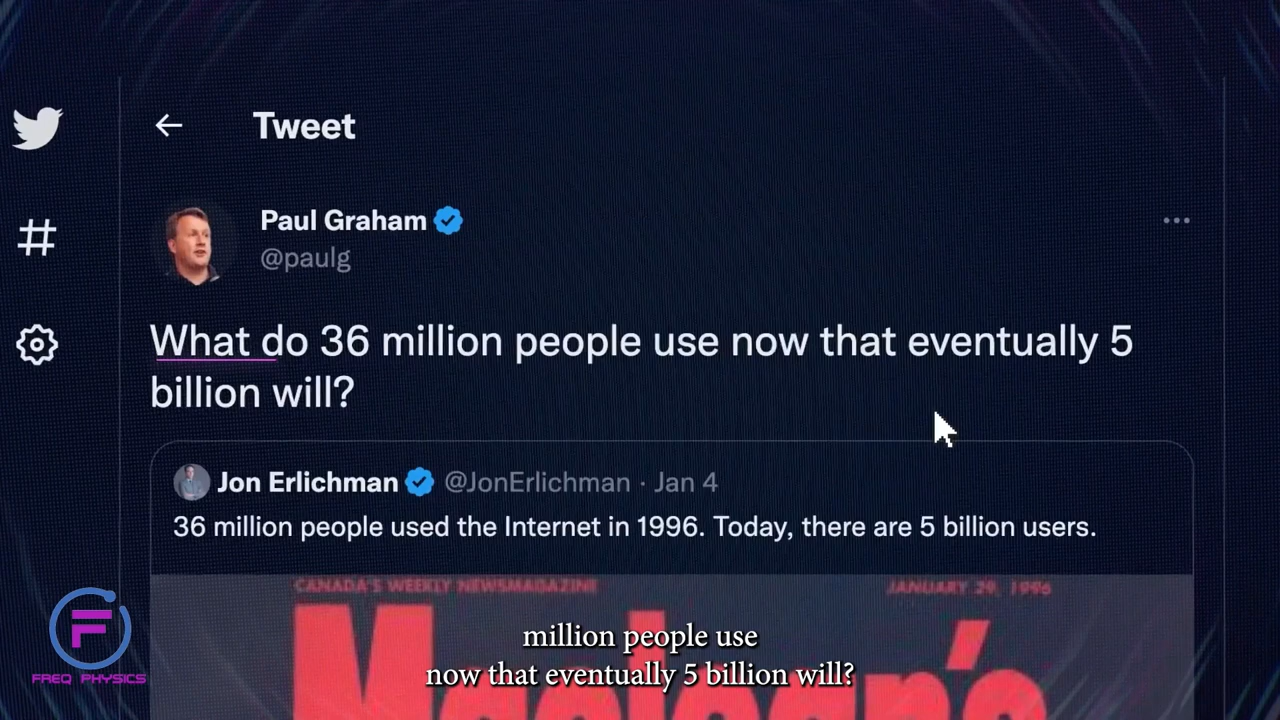 Tweet
Paul Graham
@paulg
What do 36 million people use now that eventually 5
billion will?
Jon Erlichman @JonErlichman · Jan 4
36 million people used the Internet in 1996. Today, there are 5 billion users.
CANADA'S WEEKLY NEWSMAGAZINE JANUARY 29, 1996
Maclean's
million people use
now that eventually 5 billion will?
F
FREQ PHYSICS